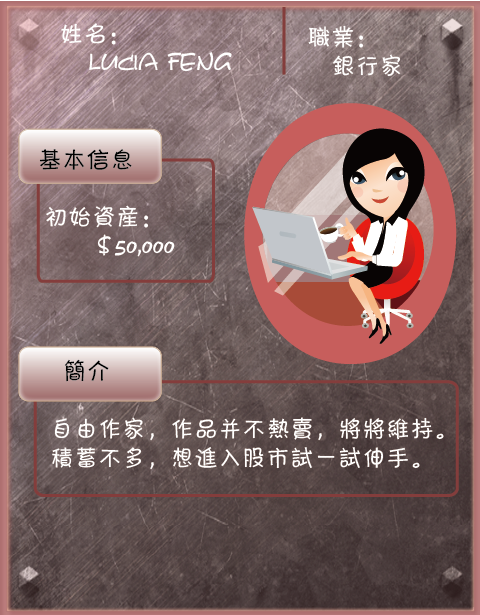 姓名：
LUCIA FENG
職業：
銀行家
基本信息
初始資産：
$50,000
簡介
自由作家，作品并不熱賣，將將維持。
積蓄不多，想進入股市試一試伸手。